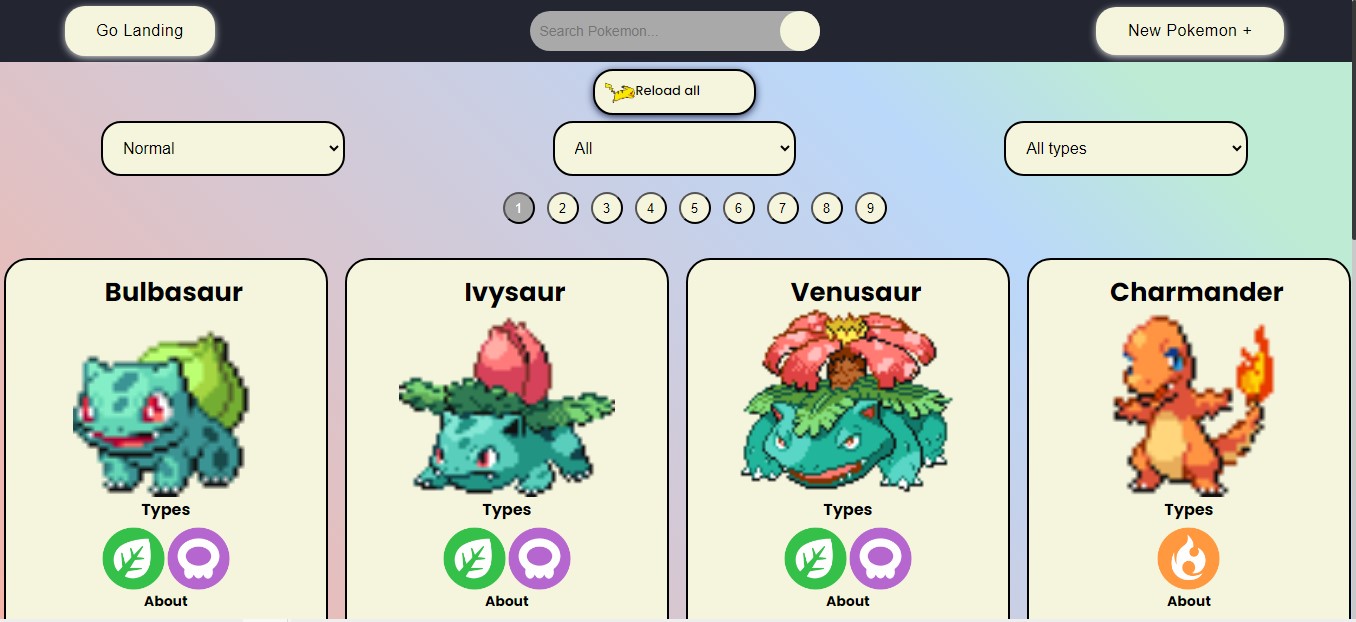 Go Landing
Search Pokemon...
New Pokemon +
Reload all
Normal
All
All types
1 2 3 4 5 6 7 8 9
Bulbasaur
Ivysaur
Venusaur
Charmander
Types
Types
Types
Types
About
About
About
About